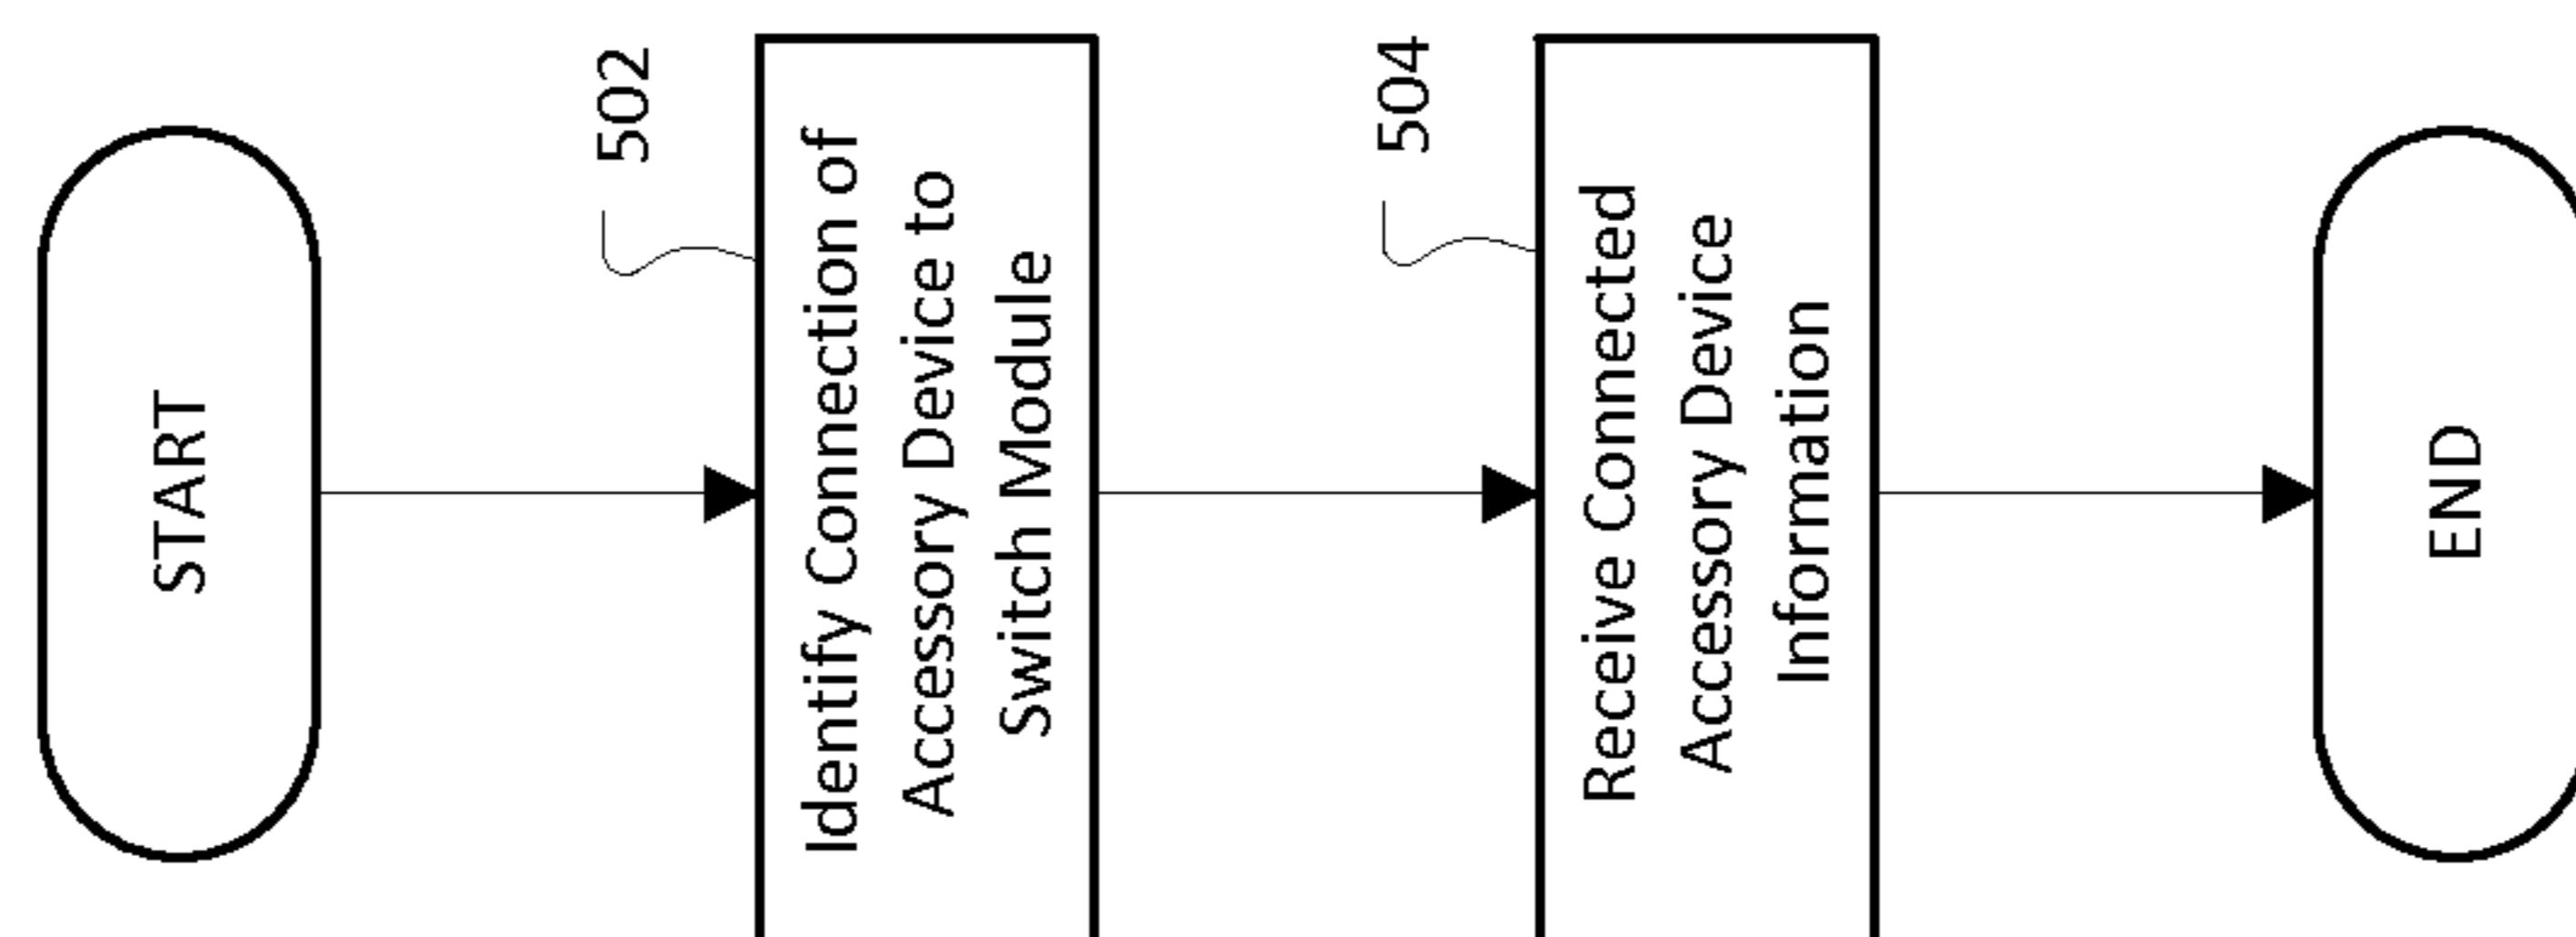 START
502
Identify Connection of
Accessory Device to
Switch Module
504
Receive Connected
Accessory Device
Information
END